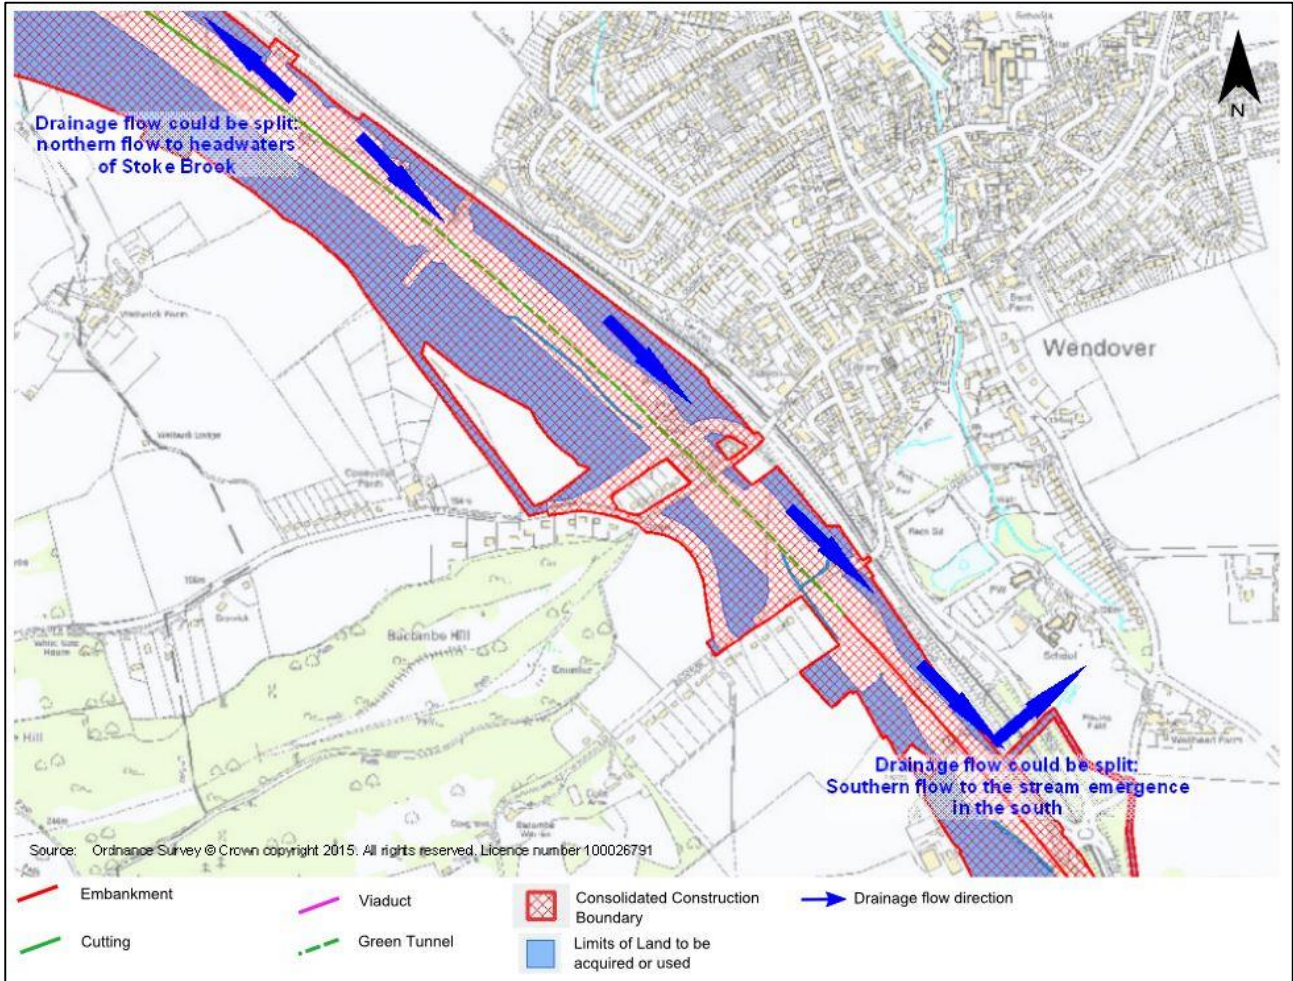 N
Drainage flow could be split:
northern flow to headwaters
of Stoke Brook
Wendover
Library
Bacombe Hill
School
Drainage flow could be split:
Southern flow to the stream emergence
in the south
Source: Ordnance Survey © Crown copyright 2015. All rights reserved. Licence number 100026791
Embankment
Viaduct
Consolidated Construction
Boundary
Drainage flow direction
Cutting
Green Tunnel
Limits of Land to be
acquired or used